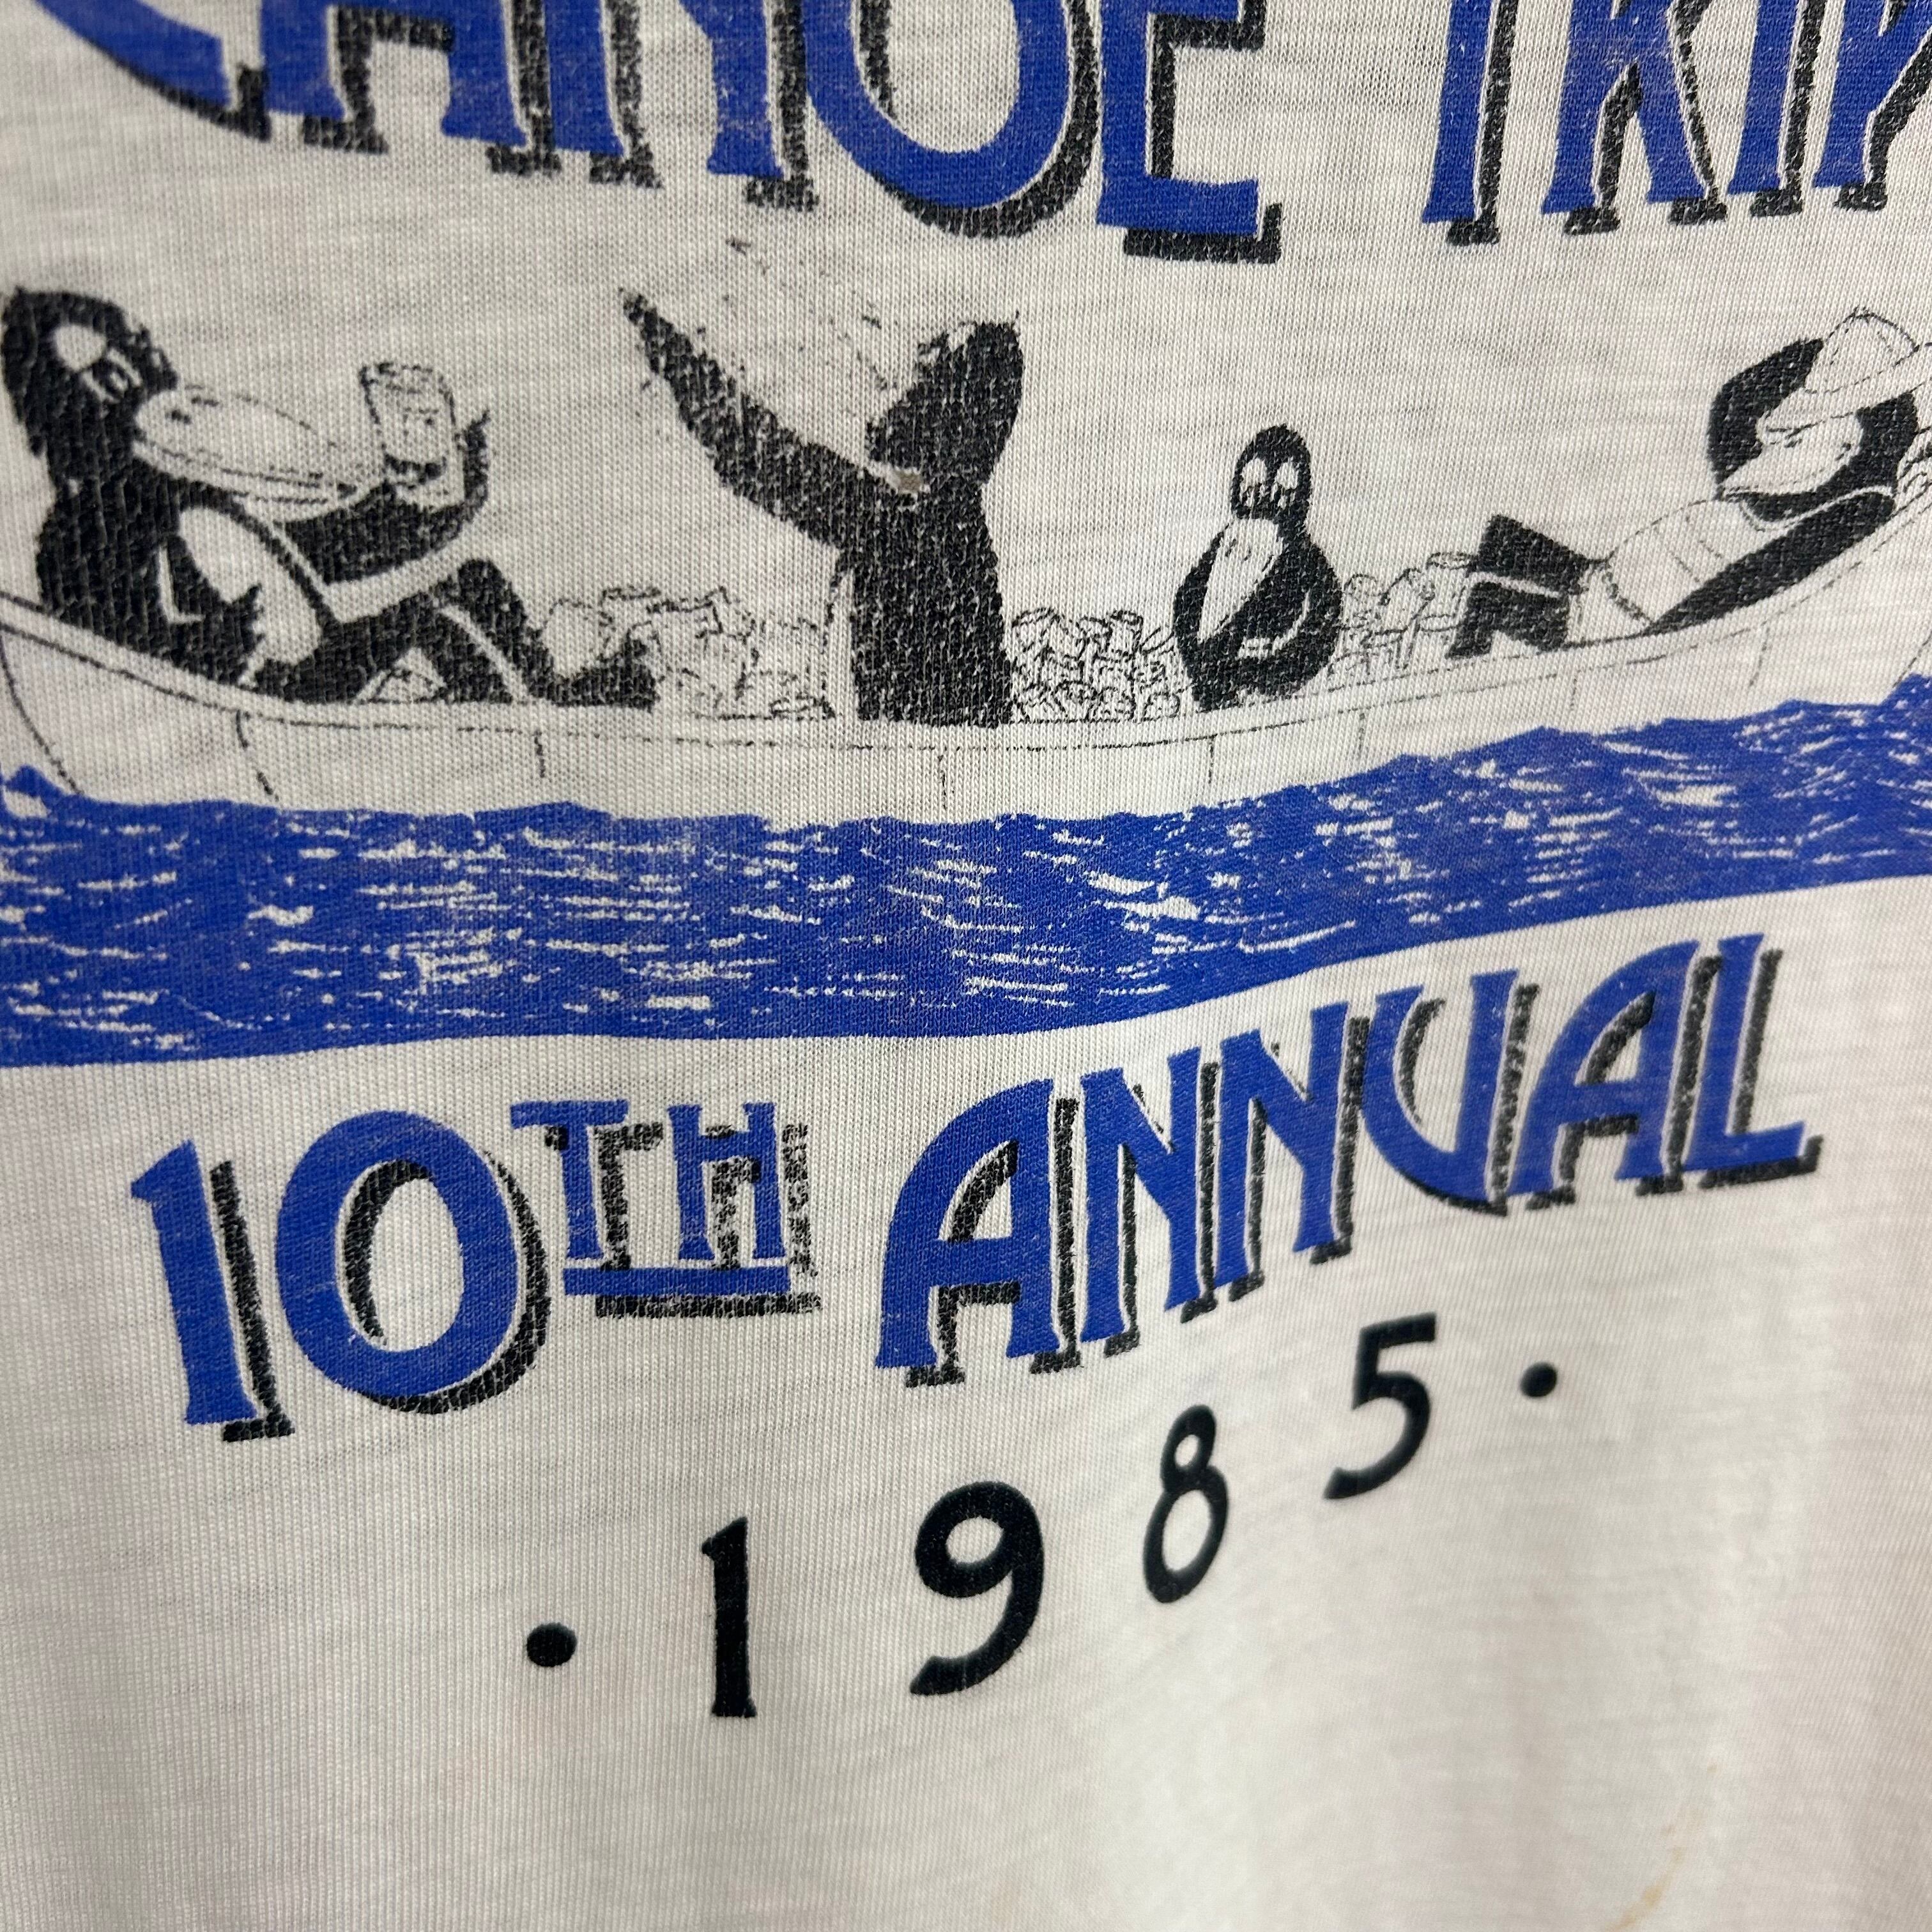 CANOE TRIP
10TH ANNUAL
· 1985 ·